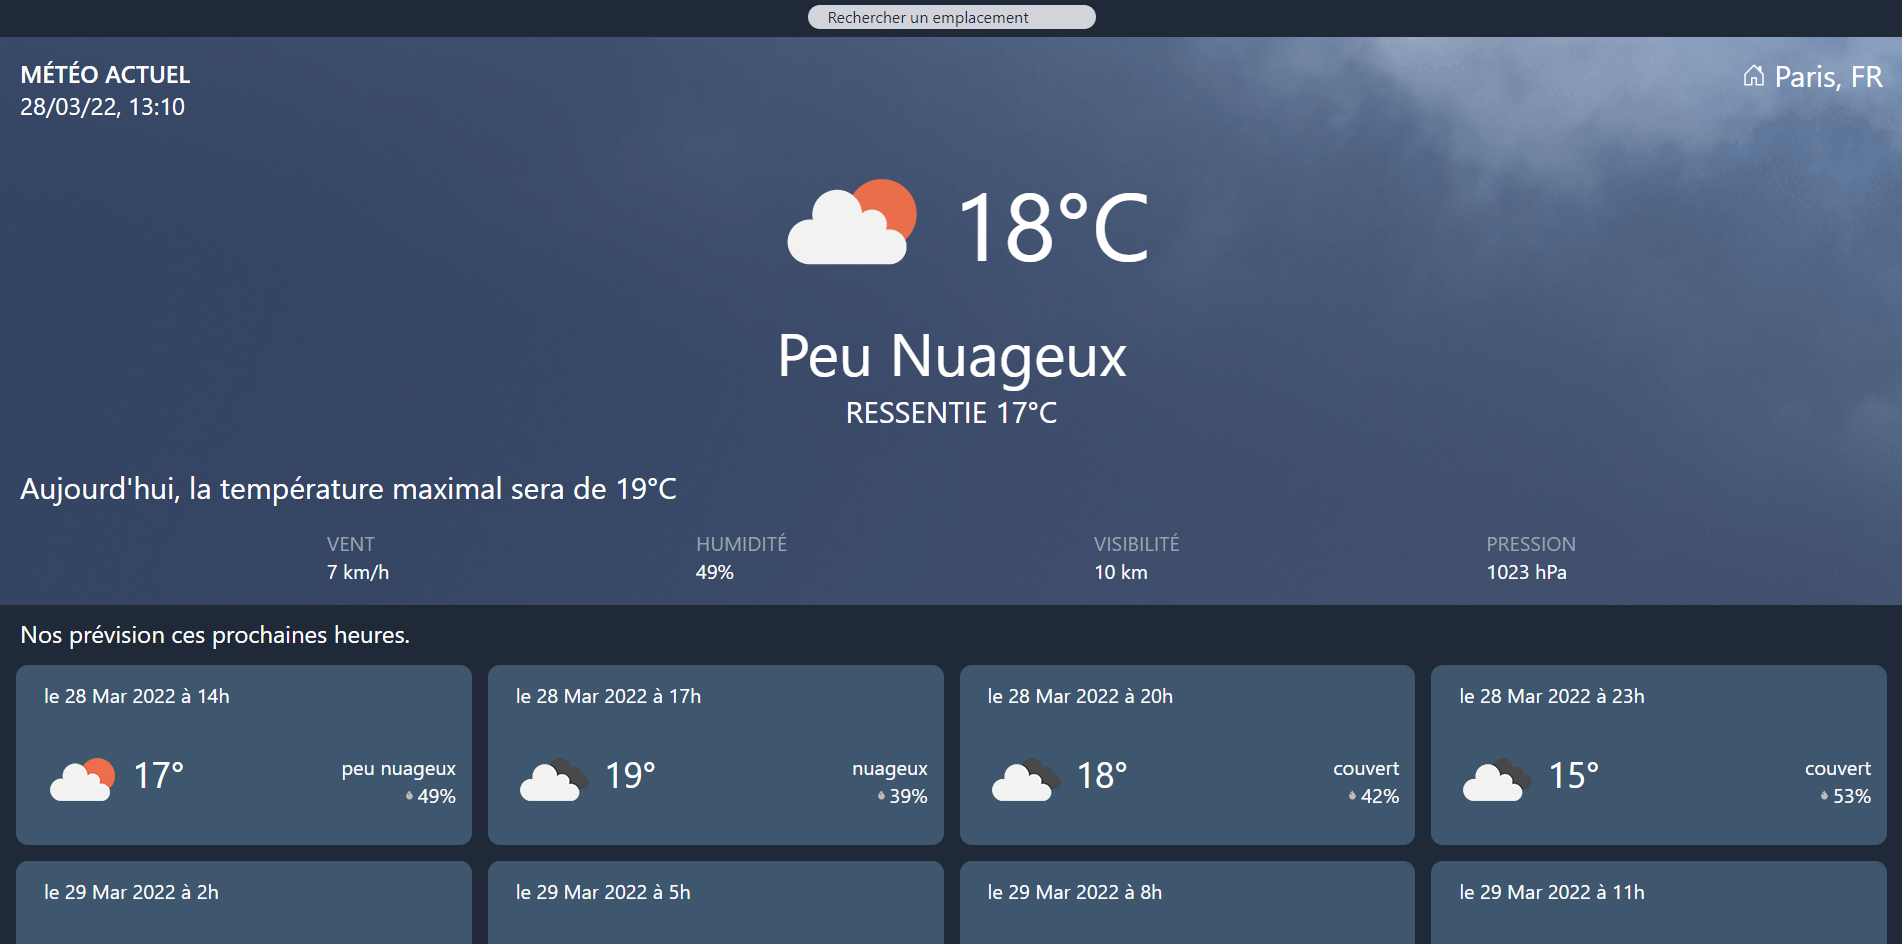 Rechercher un emplacement
MÉTÉO ACTUEL
28/03/22, 13:10
Paris, FR
18°C
Peu Nuageux
RESSENTIE 17°C
Aujourd'hui, la température maximal sera de 19°C
VENT
7 km/h
HUMIDITÉ
49%
VISIBILITÉ
10 km
PRESSION
1023 hPa
Nos prévision ces prochaines heures.
le 28 Mar 2022 à 14h
17°
peu nuageux
49%
le 28 Mar 2022 à 17h
19°
nuageux
39%
le 28 Mar 2022 à 20h
18°
couvert
42%
le 28 Mar 2022 à 23h
15°
couvert
53%
le 29 Mar 2022 à 2h
le 29 Mar 2022 à 5h
le 29 Mar 2022 à 8h
le 29 Mar 2022 à 11h